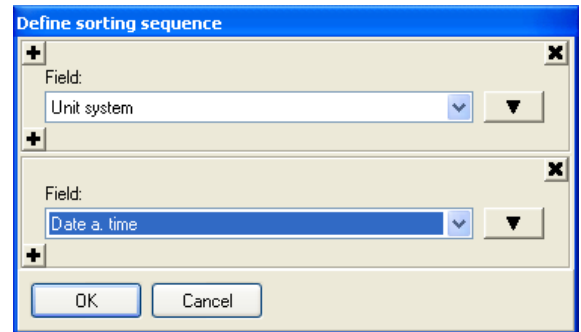 Define sorting sequence
Field:
Unit system
Field:
Date a. time
OK Cancel